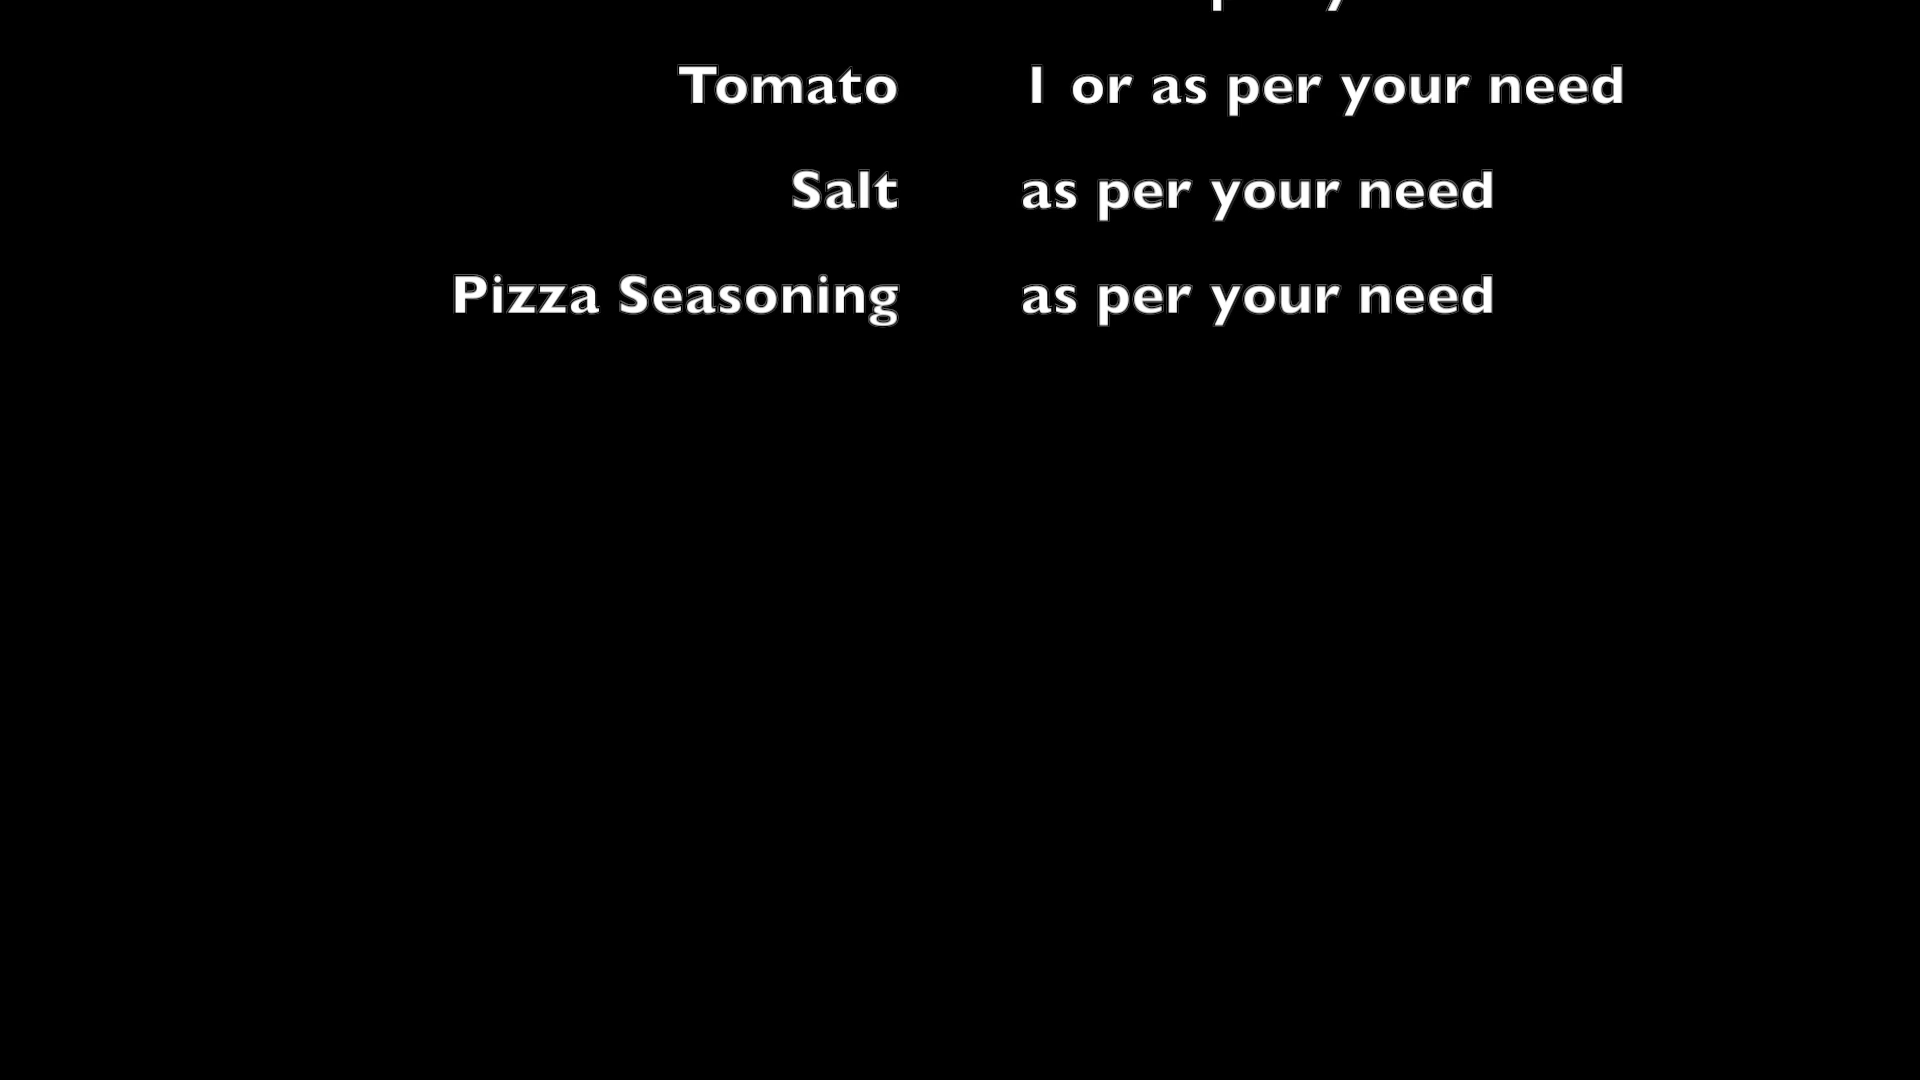 Tomato 1 or as per your need
Salt as per your need
Pizza Seasoning as per your need